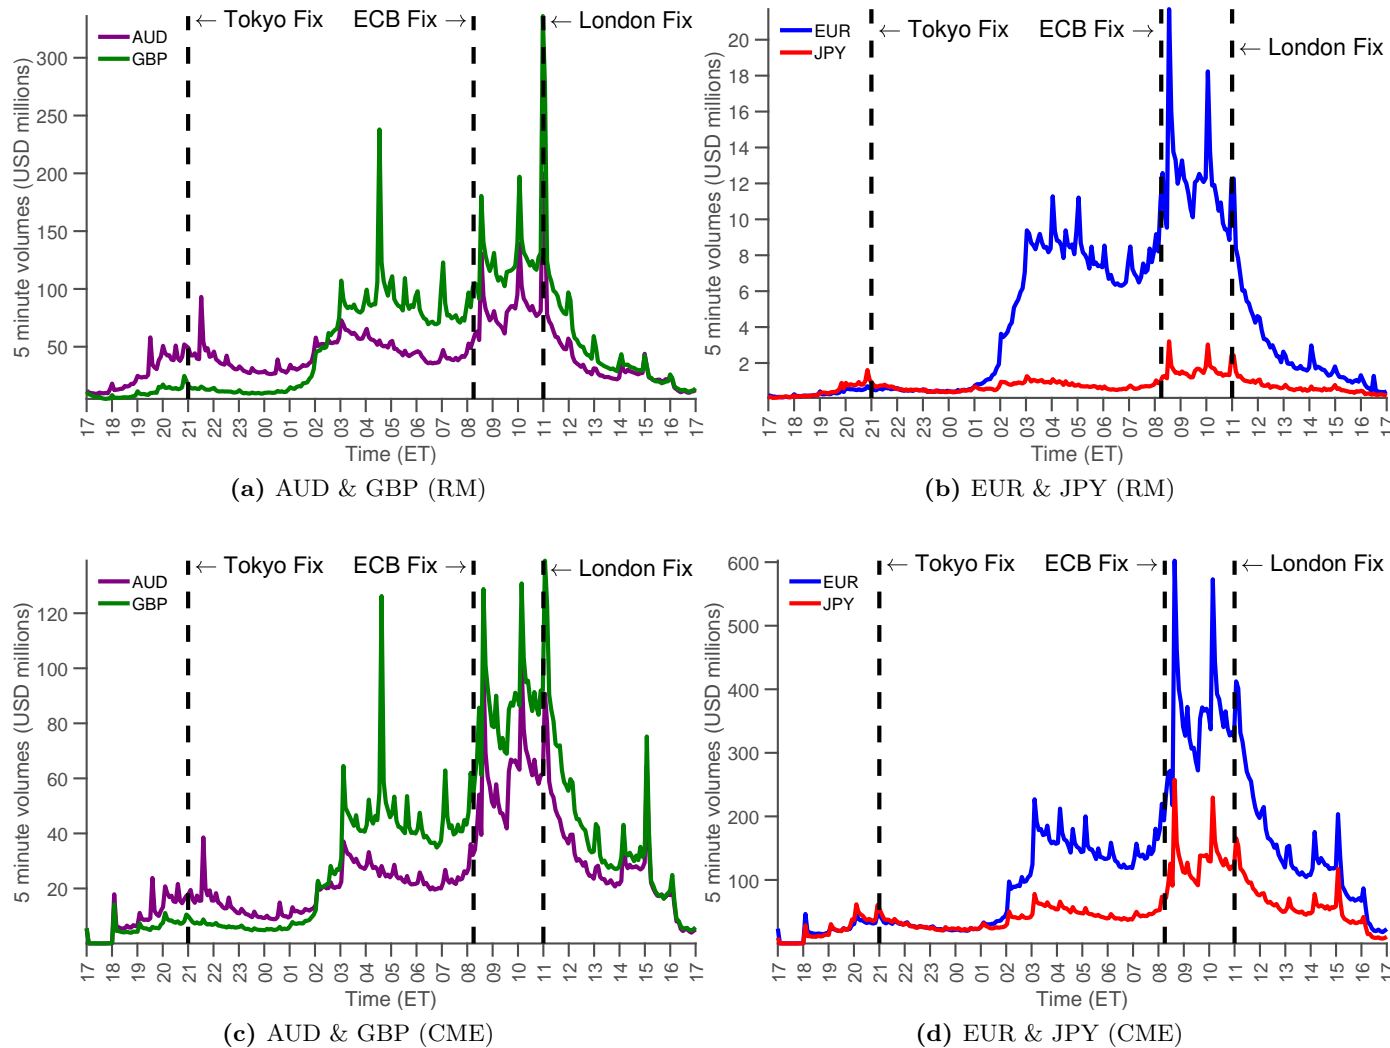 ← Tokyo Fix
ECB Fix →
← London Fix
AUD
GBP
5 minute volumes (USD millions)
300
250
200
150
100
50
17 18 19 20 21 22 23 00 01 02 03 04 05 06 07 08 09 10 11 12 13 14 15 16 17
Time (ET)
(a) AUD & GBP (RM)
← Tokyo Fix
ECB Fix →
← London Fix
EUR
JPY
5 minute volumes (USD millions)
20
18
16
14
12
10
8
6
4
2
17 18 19 20 21 22 23 00 01 02 03 04 05 06 07 08 09 10 11 12 13 14 15 16 17
Time (ET)
(b) EUR & JPY (RM)
← Tokyo Fix
ECB Fix →
← London Fix
AUD
GBP
5 minute volumes (USD millions)
120
100
80
60
40
20
17 18 19 20 21 22 23 00 01 02 03 04 05 06 07 08 09 10 11 12 13 14 15 16 17
Time (ET)
(c) AUD & GBP (CME)
← Tokyo Fix
ECB Fix →
← London Fix
EUR
JPY
5 minute volumes (USD millions)
600
500
400
300
200
100
17 18 19 20 21 22 23 00 01 02 03 04 05 06 07 08 09 10 11 12 13 14 15 16 17
Time (ET)
(d) EUR & JPY (CME)